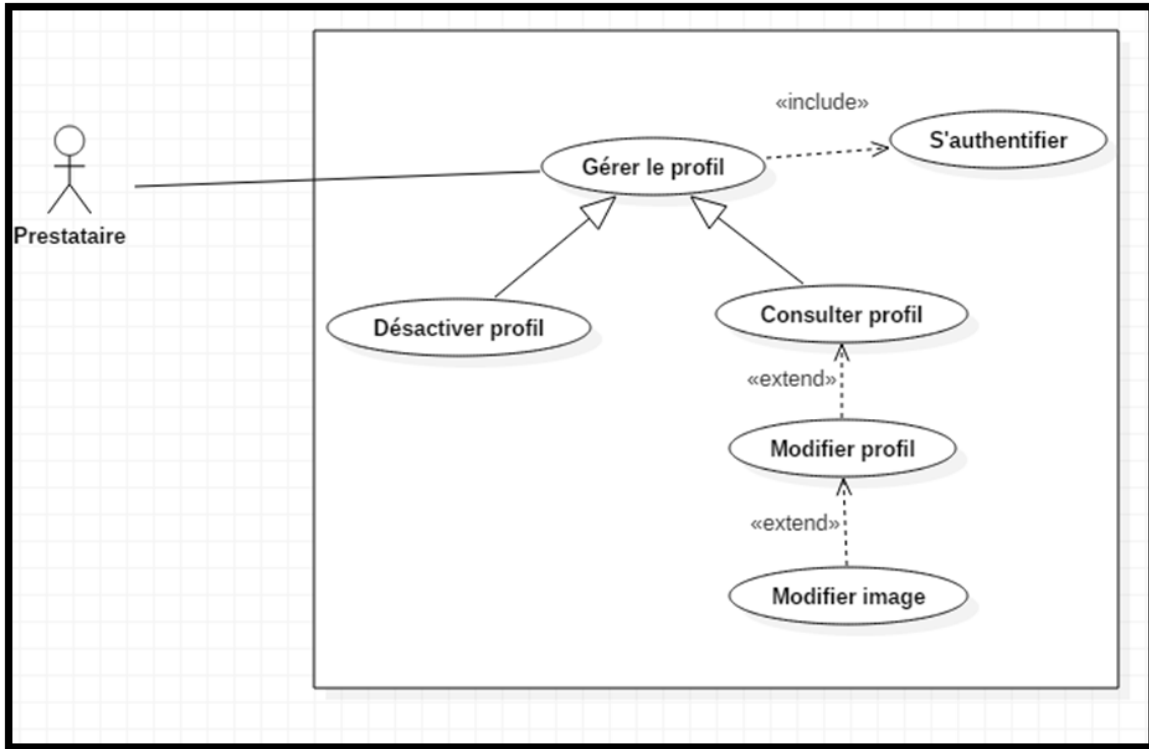 «include»
S'authentifier
Gérer le profil
Prestataire
Désactiver profil
Consulter profil
«extend»
Modifier profil
«extend»
Modifier image